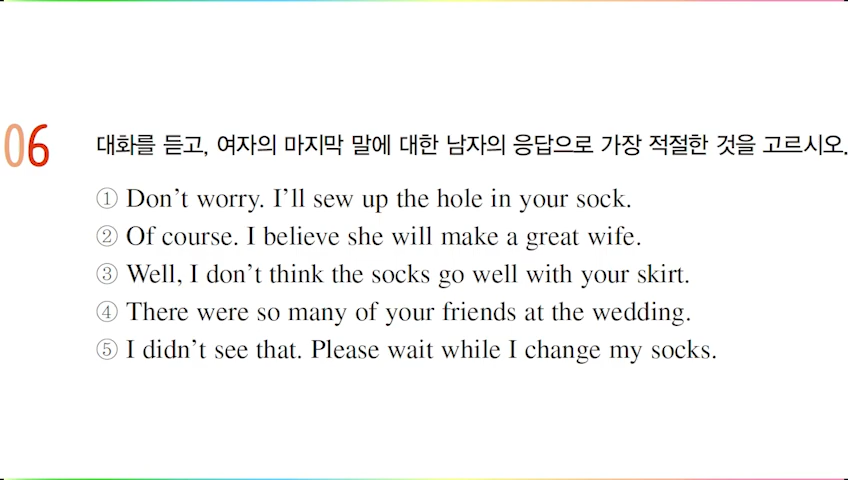 06 대화를 듣고, 여자의 마지막 말에 대한 남자의 응답으로 가장 적절한 것을 고르시오.
① Don't worry. I'll sew up the hole in your sock.
② Of course. I believe she will make a great wife.
③ Well, I don't think the socks go well with your skirt.
④ There were so many of your friends at the wedding.
⑤ I didn't see that. Please wait while I change my socks.